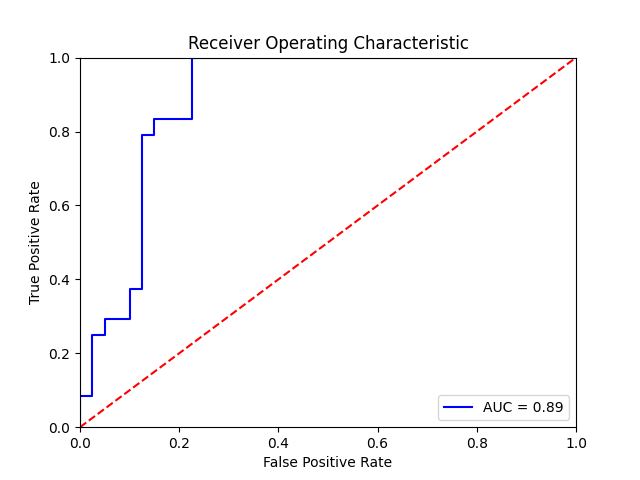 Receiver Operating Characteristic
1.0
0.8
0.6
0.4
0.2
0.0
True Positive Rate
AUC = 0.89
0.0 0.2 0.4 0.6 0.8 1.0
False Positive Rate